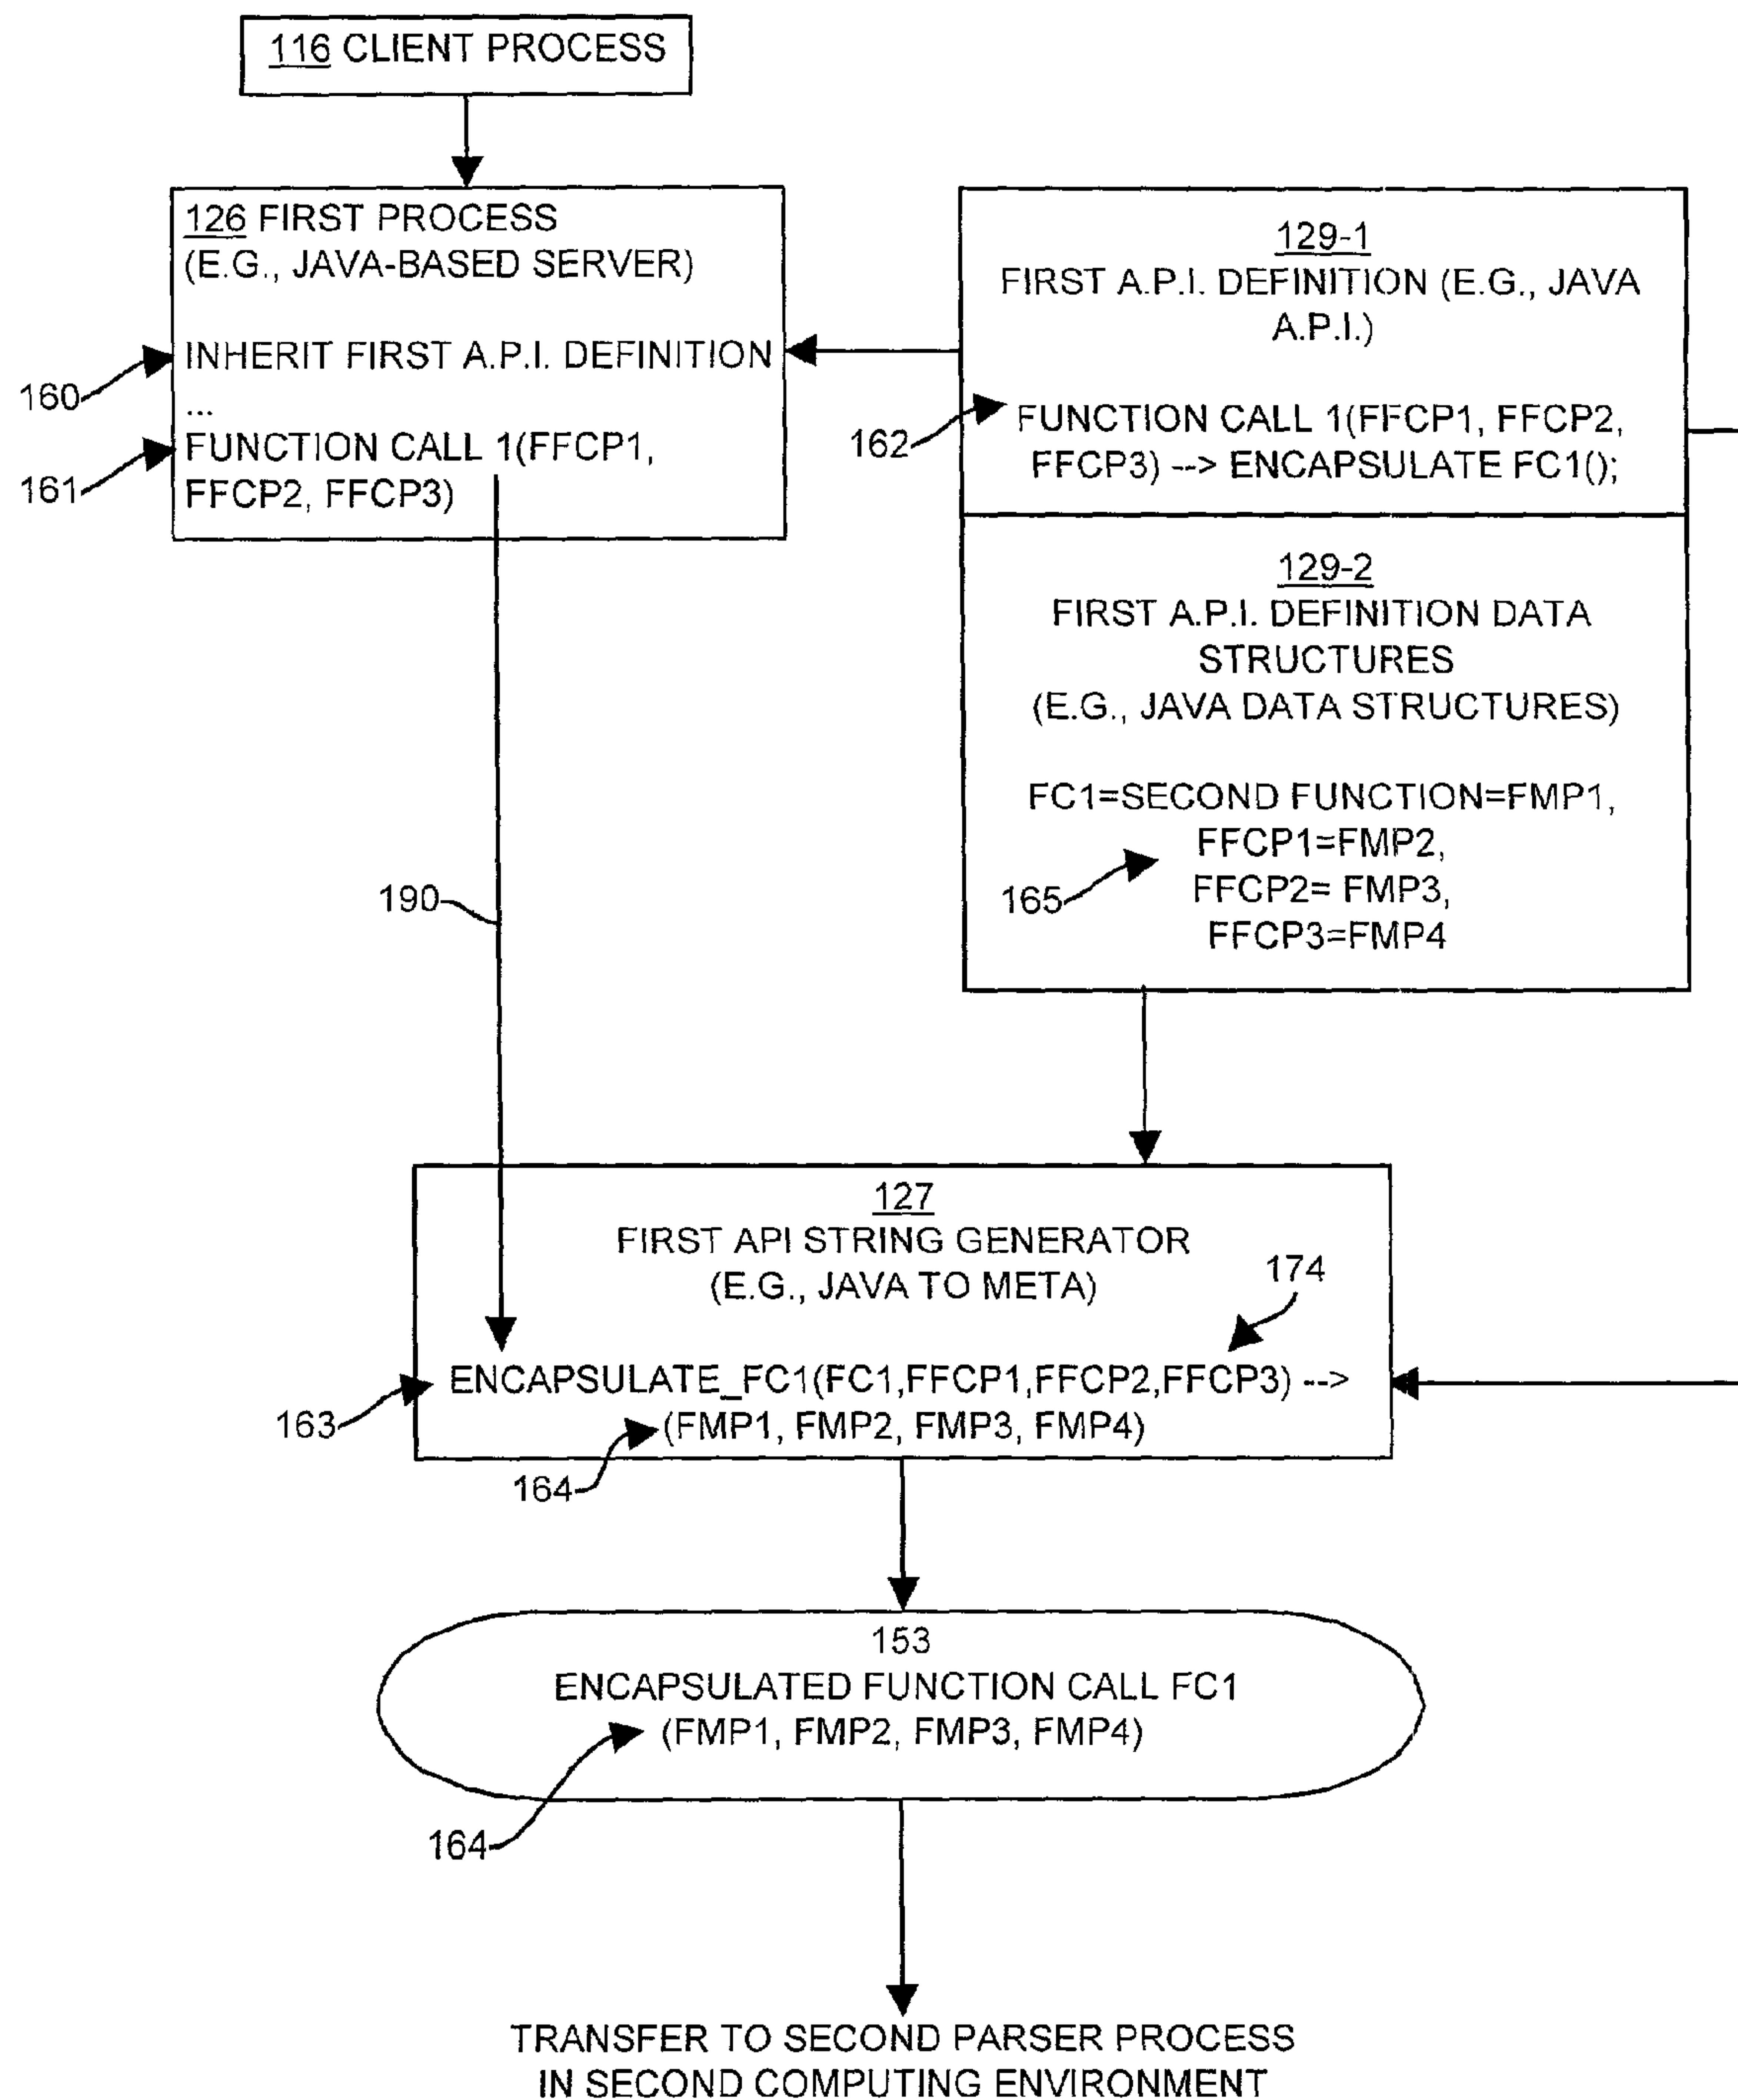 116 CLIENT PROCESS
126 FIRST PROCESS
(E.G., JAVA-BASED SERVER)
INHERIT FIRST A.P.I. DEFINITION
160
...
FUNCTION CALL 1(FFCP1,
161
FFCP2, FFCP3)
129-1
FIRST A.P.I. DEFINITION (E.G., JAVA
A.P.I.)
162
FUNCTION CALL 1(FFCP1, FFCP2,
FFCP3) --> ENCAPSULATE FC1();
129-2
FIRST A.P.I. DEFINITION DATA
STRUCTURES
(E.G., JAVA DATA STRUCTURES)
FC1=SECOND FUNCTION=FMP1,
FFCP1=FMP2,
165
FFCP2= FMP3,
FFCP3=FMP4
190
127
FIRST API STRING GENERATOR
(E.G., JAVA TO META)
174
ENCAPSULATE_FC1(FC1,FFCP1,FFCP2,FFCP3) -->
163
(FMP1, FMP2, FMP3, FMP4)
164
153
ENCAPSULATED FUNCTION CALL FC1
(FMP1, FMP2, FMP3, FMP4)
164
TRANSFER TO SECOND PARSER PROCESS
IN SECOND COMPUTING ENVIRONMENT